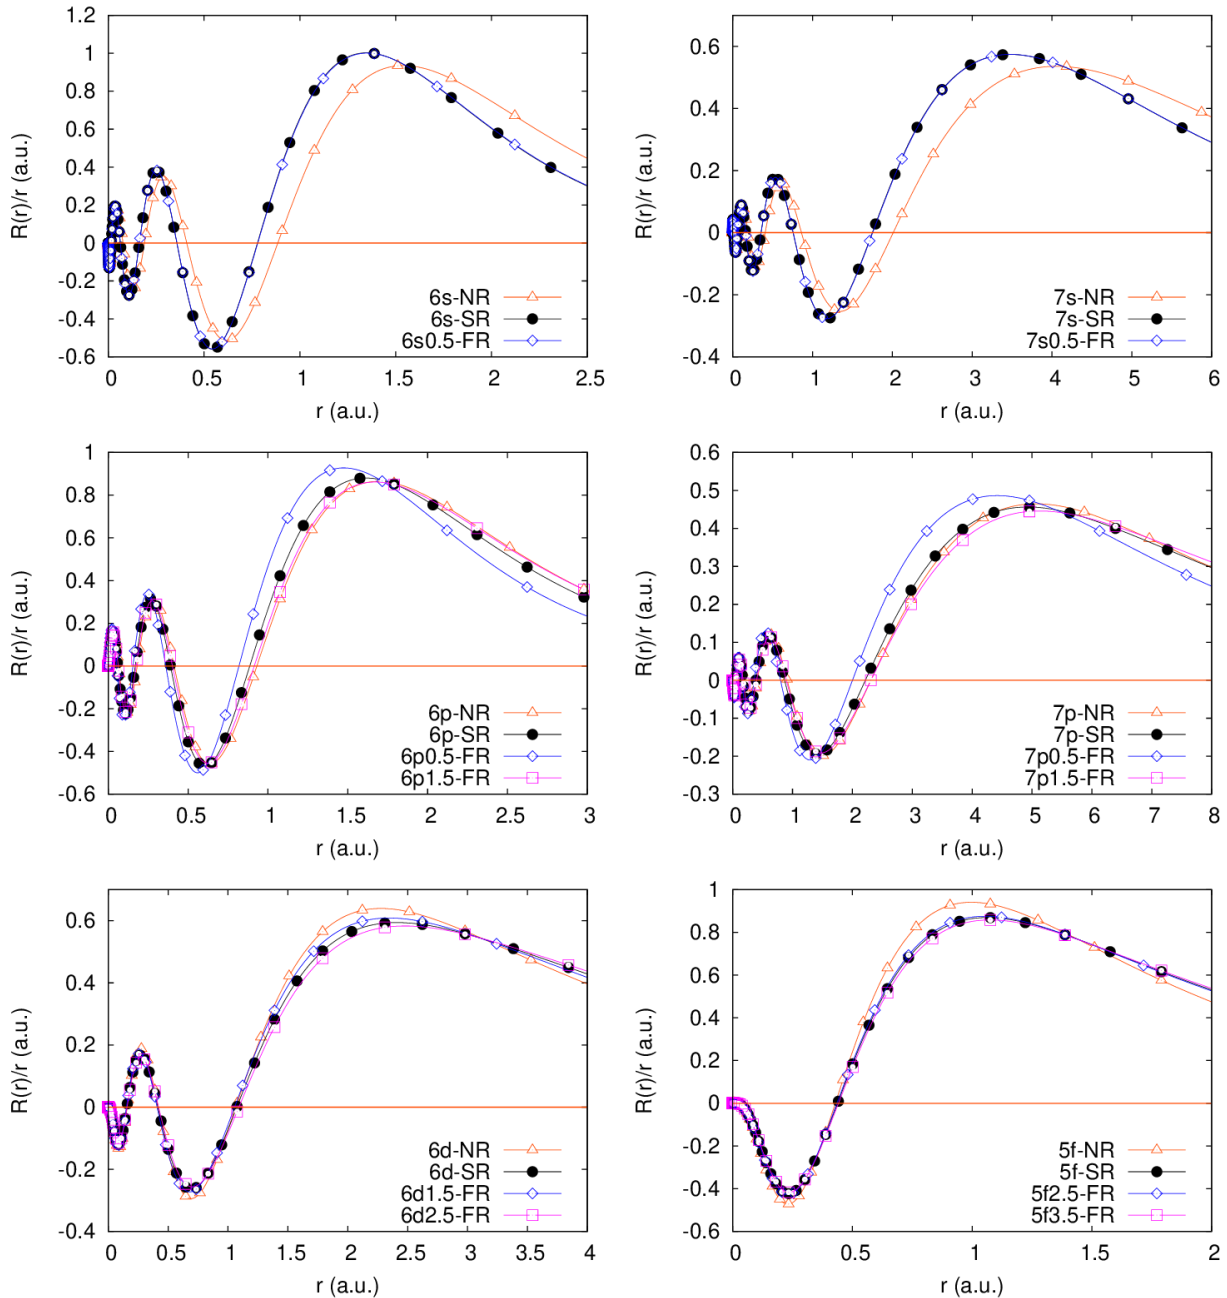 1.2
1
0.8
0.6
0.4
0.2
0
-0.2
-0.4
-0.6
R(r)/r (a.u.)
6s-NR
6s-SR
6s0.5-FR
0 0.5 1 1.5 2 2.5
r (a.u.)
0.6
0.4
0.2
0
-0.2
-0.4
R(r)/r (a.u.)
7s-NR
7s-SR
7s0.5-FR
0 1 2 3 4 5 6
r (a.u.)
1
0.8
0.6
0.4
0.2
0
-0.2
-0.4
-0.6
R(r)/r (a.u.)
6p-NR
6p-SR
6p0.5-FR
6p1.5-FR
0 0.5 1 1.5 2 2.5 3
r (a.u.)
0.6
0.5
0.4
0.3
0.2
0.1
0
-0.1
-0.2
-0.3
R(r)/r (a.u.)
7p-NR
7p-SR
7p0.5-FR
7p1.5-FR
0 1 2 3 4 5 6 7 8
r (a.u.)
0.6
0.4
0.2
0
-0.2
-0.4
R(r)/r (a.u.)
6d-NR
6d-SR
6d1.5-FR
6d2.5-FR
0 0.5 1 1.5 2 2.5 3 3.5 4
r (a.u.)
1
0.8
0.6
0.4
0.2
0
-0.2
-0.4
-0.6
R(r)/r (a.u.)
5f-NR
5f-SR
5f2.5-FR
5f3.5-FR
0 0.5 1 1.5 2
r (a.u.)